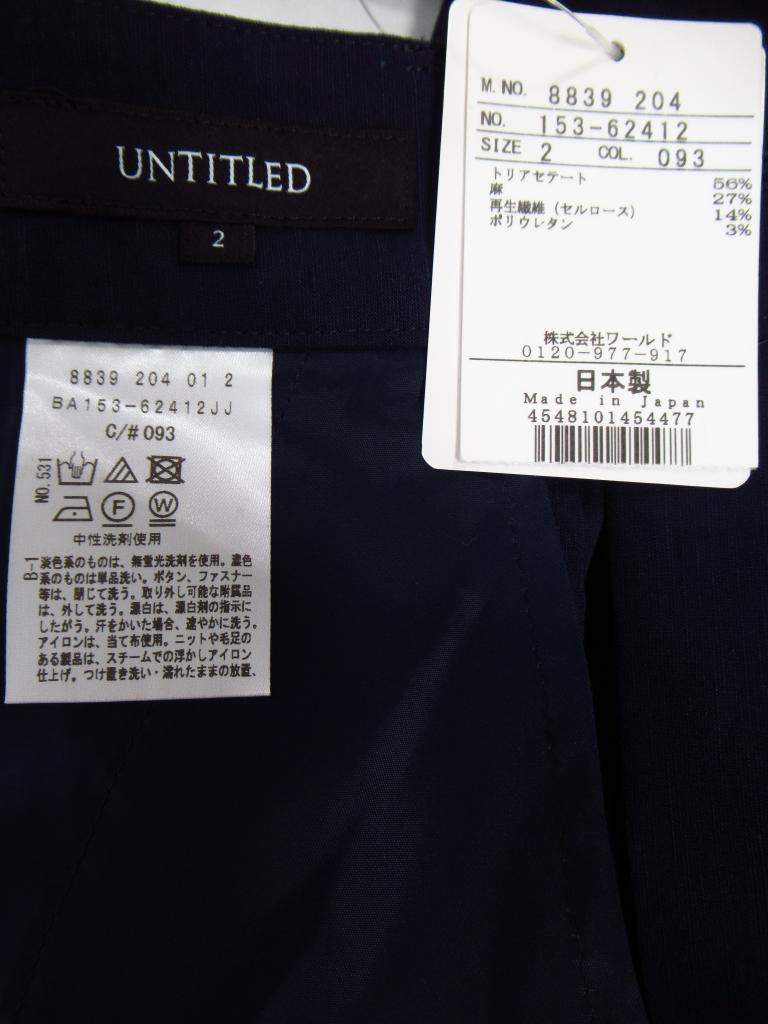 UNTITLED
2
M. NO. 8839 204
NO. 153-62412
SIZE 2 COL. 093
トリアセテート 56%
麻 27%
再生繊維（セルロース） 14%
ポリウレタン 3%
株式会社ワールド
0120-977-917
日本製
Made in Japan
4548101454477
8839 204 01 2
BA153-62412JJ
C/# 093
NO. 531
F W
中性洗剤使用
B-1
淡色系のものは、無蛍光洗剤を使用。濃色
系のものは単品洗い。ボタン、ファスナー
等は、閉じて洗う。取り外し可能な附属品
は、外して洗う。漂白は、漂白剤の指示に
したがう。汗をかいた場合、速やかに洗う。
アイロンは、当て布使用。ニットや毛足の
ある製品は、スチームでの浮かしアイロン
仕上げ。つけ置き洗い・濡れたままの放置、